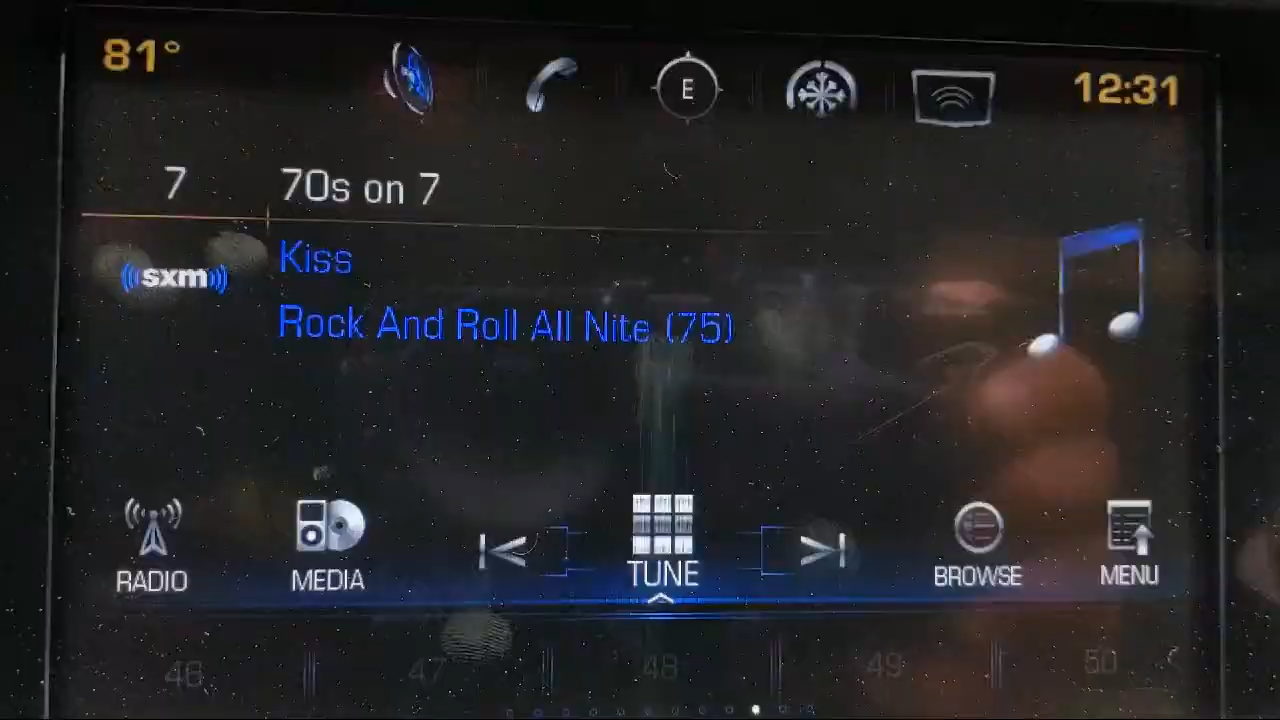 81°
E
12:31
7
70s on 7
sxm
Kiss
Rock And Roll All Nite (75)
RADIO
MEDIA
TUNE
BROWSE
MENU
46 47 48 49 50